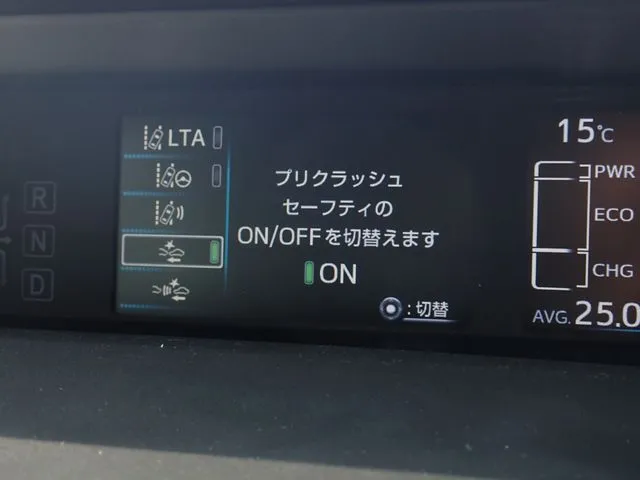 LTA
R
N
D
プリクラッシュ
セーフティの
ON/OFFを切替えます
ON
:切替
15℃
PWR
ECO
CHG
AVG.25.0